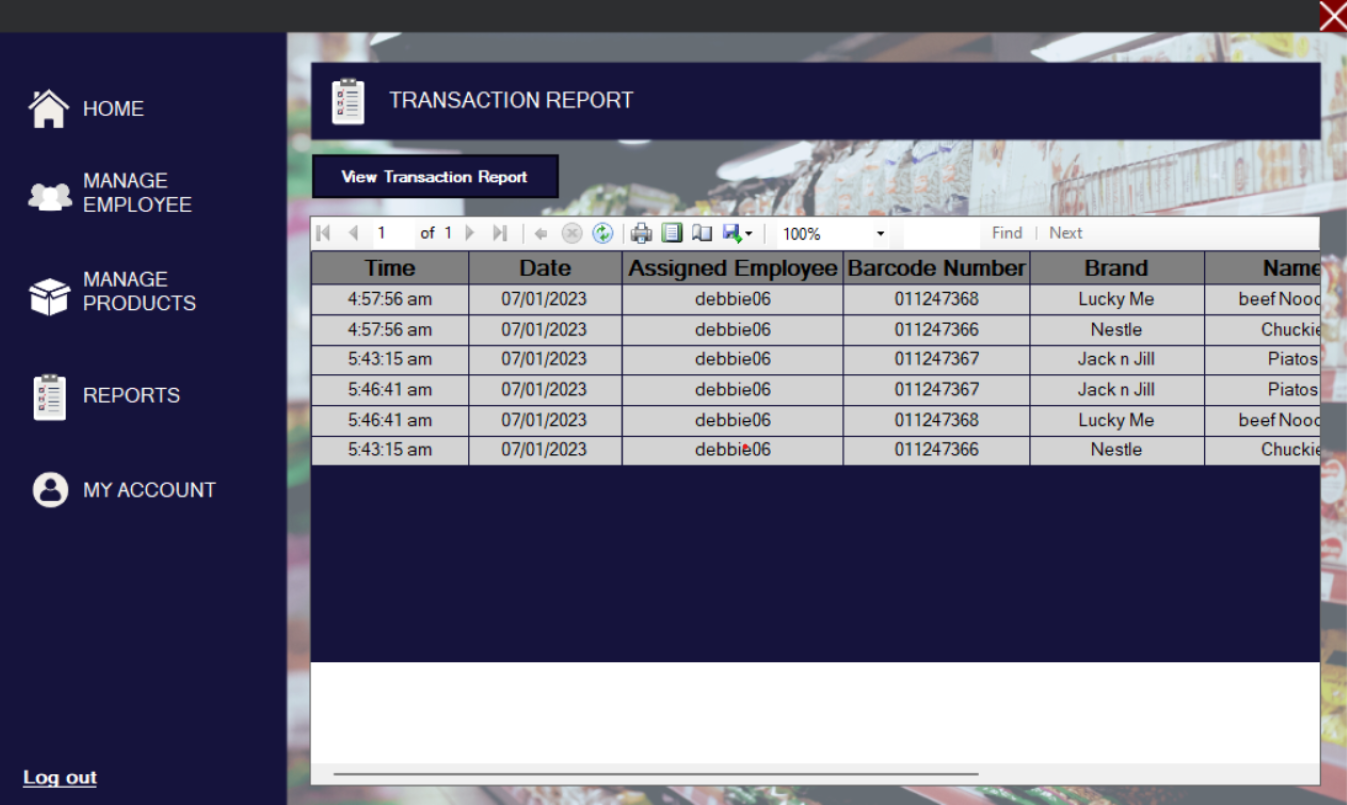 HOME
MANAGE
EMPLOYEE
MANAGE
PRODUCTS
REPORTS
MY ACCOUNT
Log out
TRANSACTION REPORT
View Transaction Report
1 of 1 100% Find | Next
Time Date Assigned Employee Barcode Number Brand Name
4:57:56 am 07/01/2023 debbie06 011247368 Lucky Me beef Nooc
4:57:56 am 07/01/2023 debbie06 011247366 Nestle Chuckie
5:43:15 am 07/01/2023 debbie06 011247367 Jack n Jill Piatos
5:46:41 am 07/01/2023 debbie06 011247367 Jack n Jill Piatos
5:46:41 am 07/01/2023 debbie06 011247368 Lucky Me beef Nooc
5:43:15 am 07/01/2023 debbie06 011247366 Nestle Chuckie